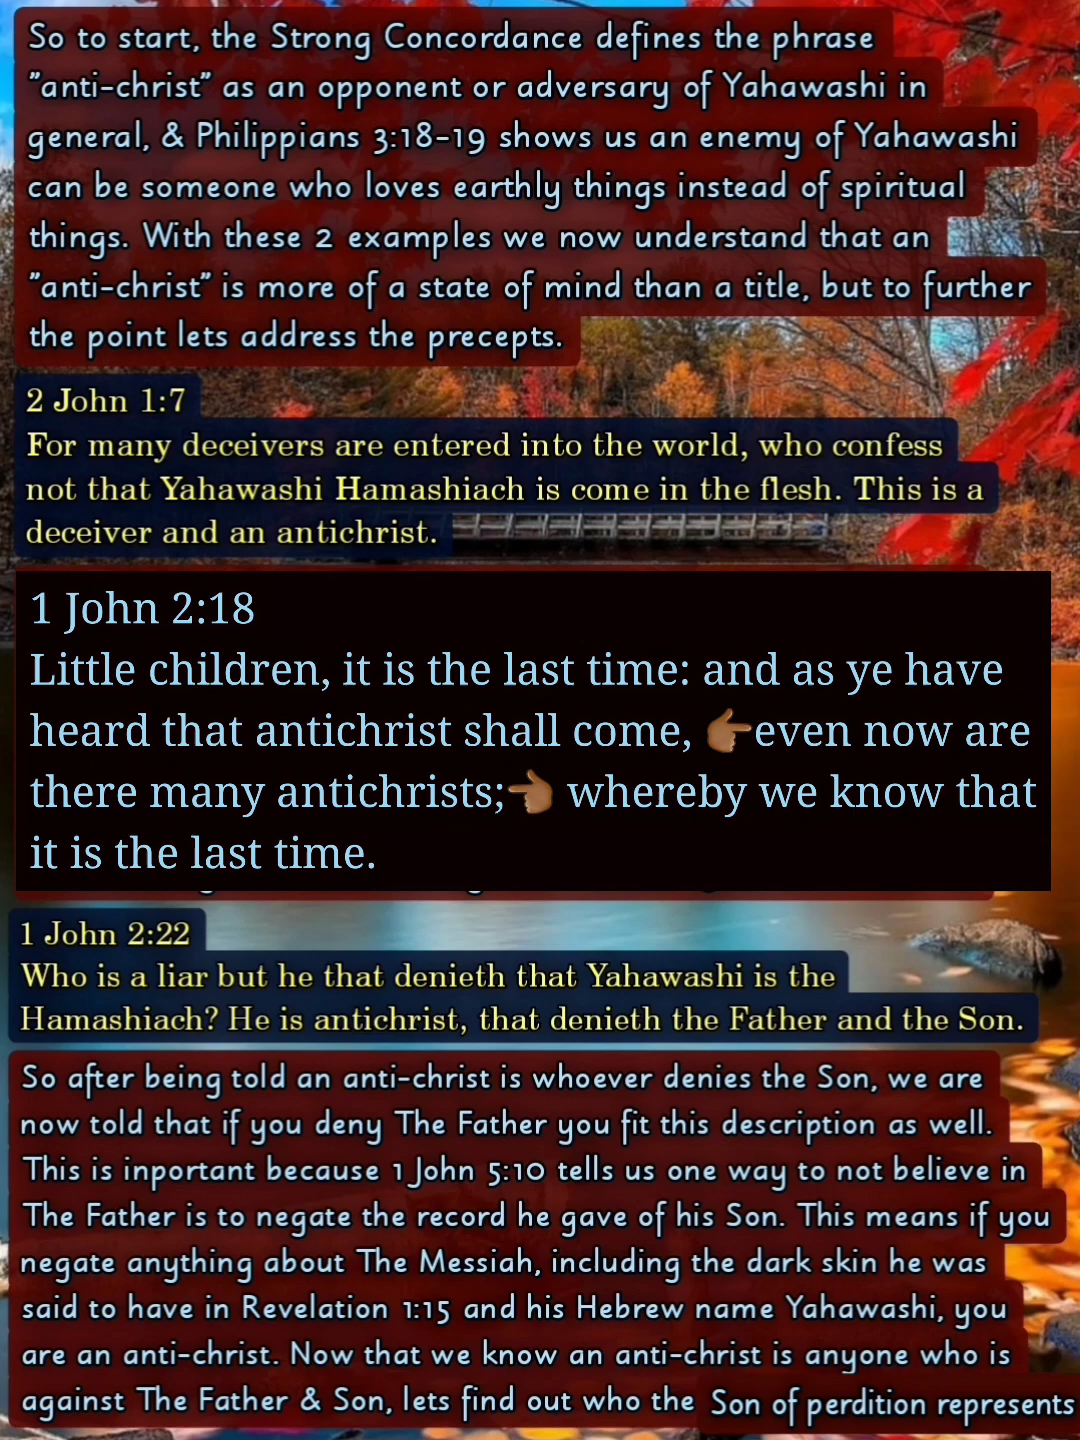 So to start, the Strong Concordance defines the phrase
"anti-christ" as an opponent or adversary of Yahawashi in
general, & Philippians 3:18-19 shows us an enemy of Yahawashi
can be someone who loves earthly things instead of spiritual
things. With these 2 examples we now understand that an
"anti-christ" is more of a state of mind than a title, but to further
the point lets address the precepts.
2 John 1:7
For many deceivers are entered into the world, who confess
not that Yahawashi Hamashiach is come in the flesh. This is a
deceiver and an antichrist.
1 John 2:18
Little children, it is the last time: and as ye have
heard that antichrist shall come, 👉🏾even now are
there many antichrists;👈🏾 whereby we know that
it is the last time.
1 John 2:22
Who is a liar but he that denieth that Yahawashi is the
Hamashiach? He is antichrist, that denieth the Father and the Son.
So after being told an anti-christ is whoever denies the Son, we are
now told that if you deny The Father you fit this description as well.
This is inportant because 1 John 5:10 tells us one way to not believe in
The Father is to negate the record he gave of his Son. This means if you
negate anything about The Messiah, including the dark skin he was
said to have in Revelation 1:15 and his Hebrew name Yahawashi, you
are an anti-christ. Now that we know an anti-christ is anyone who is
against The Father & Son, lets find out who the Son of perdition represents